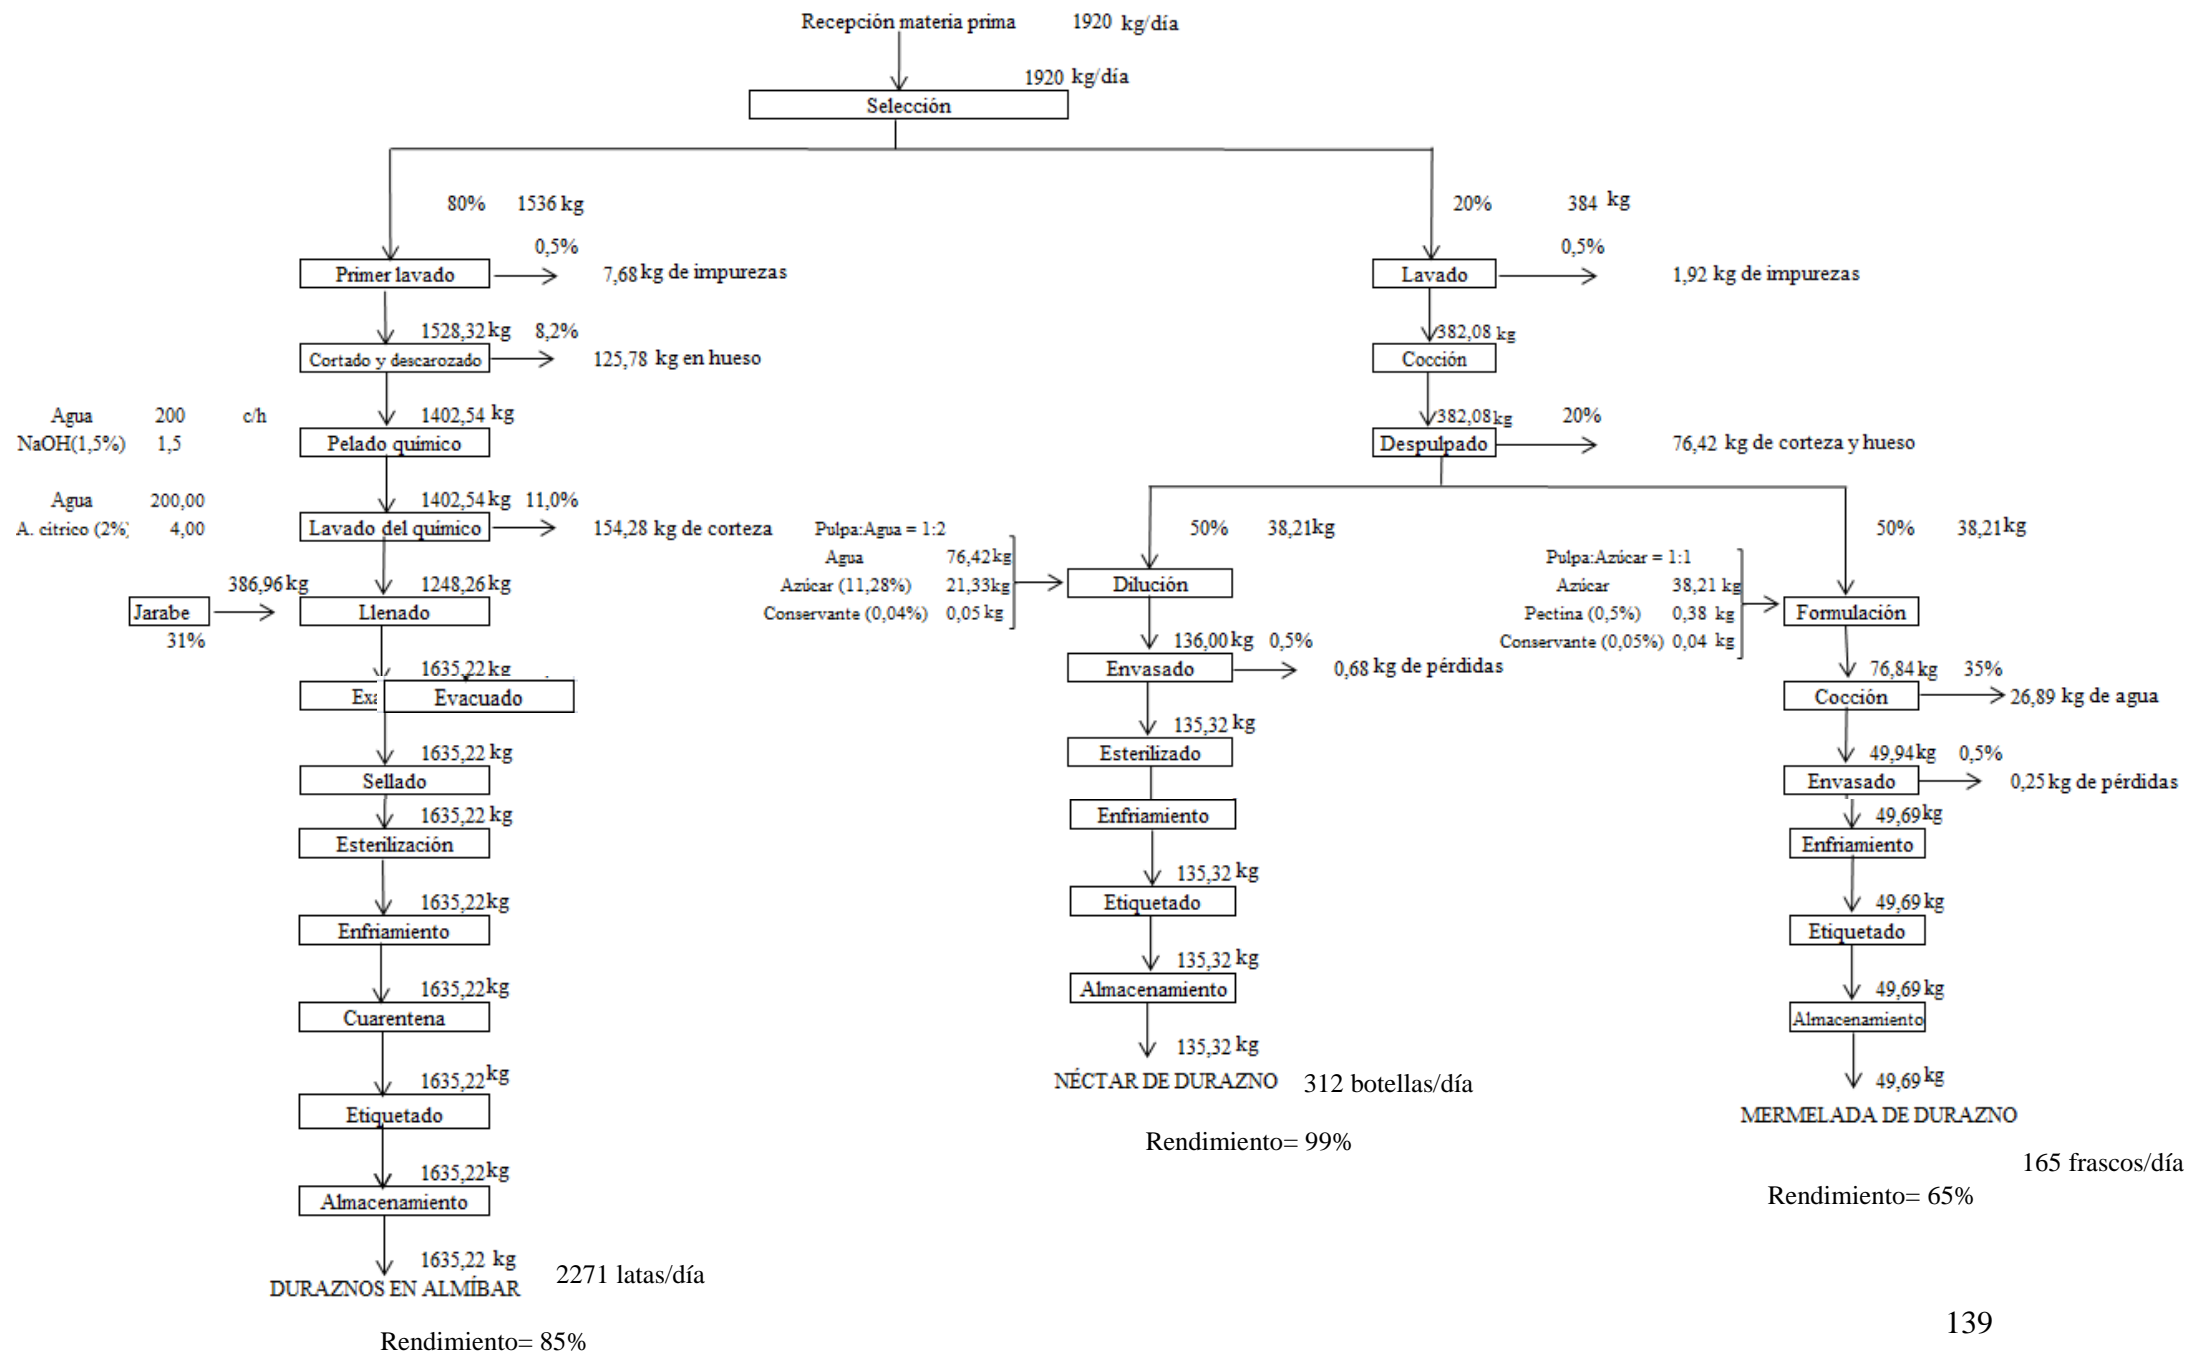 Recepción materia prima 1920 kg/día
1920 kg/día
Selección
80% 1536 kg
0,5%
Primer lavado
7,68 kg de impurezas
1528,32 kg 8,2%
Cortado y descarozado
125,78 kg en hueso
Agua 200 c/h
NaOH(1,5%) 1,5
1402,54 kg
Pelado químico
Agua 200,00
A. citrico (2%) 4,00
1402,54 kg 11,0%
Lavado del químico
154,28 kg de corteza
386,96 kg
Jarabe
31%
1248,26 kg
Llenado
1635,22 kg
Exa
Evacuado
1635,22 kg
Sellado
1635,22 kg
Esterilización
1635,22 kg
Enfriamiento
1635,22 kg
Cuarentena
1635,22 kg
Etiquetado
1635,22 kg
Almacenamiento
1635,22 kg
DURAZNOS EN ALMÍBAR
2271 latas/día
Rendimiento= 85%
20% 384 kg
0,5%
Lavado
1,92 kg de impurezas
382,08 kg
Cocción
382,08 kg 20%
Despulpado
76,42 kg de corteza y hueso
50% 38,21 kg
Pulpa:Agua = 1:2
Agua 76,42 kg
Azúcar (11,28%) 21,33 kg
Conservante (0,04%) 0,05 kg
Dilución
136,00 kg 0,5%
Envasado
0,68 kg de pérdidas
135,32 kg
Esterilizado
Enfriamiento
135,32 kg
Etiquetado
135,32 kg
Almacenamiento
135,32 kg
NÉCTAR DE DURAZNO
312 botellas/día
Rendimiento= 99%
50% 38,21 kg
Pulpa:Azúcar = 1:1
Azúcar 38,21 kg
Pectina (0,5%) 0,38 kg
Conservante (0,05%) 0,04 kg
Formulación
76,84 kg 35%
Cocción
26,89 kg de agua
49,94 kg 0,5%
Envasado
0,25 kg de pérdidas
49,69 kg
Enfriamiento
49,69 kg
Etiquetado
49,69 kg
Almacenamiento
49,69 kg
MERMELADA DE DURAZNO
165 frascos/día
Rendimiento= 65%
139